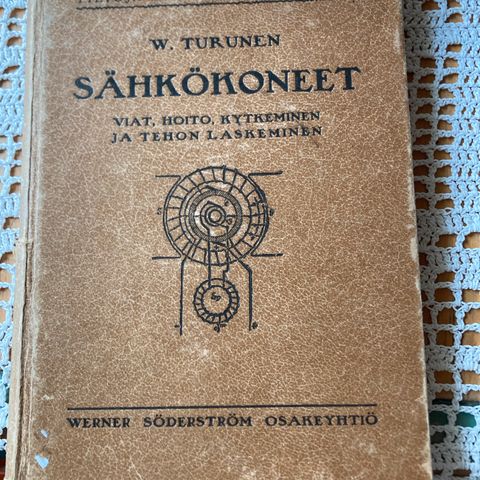 W. TURUNEN
SÄHKÖKONEET
VIAT, HOITO, KYTKEMINEN
JA TEHON LASKEMINEN
WERNER SÖDERSTRÖM OSAKEYHTIÖ